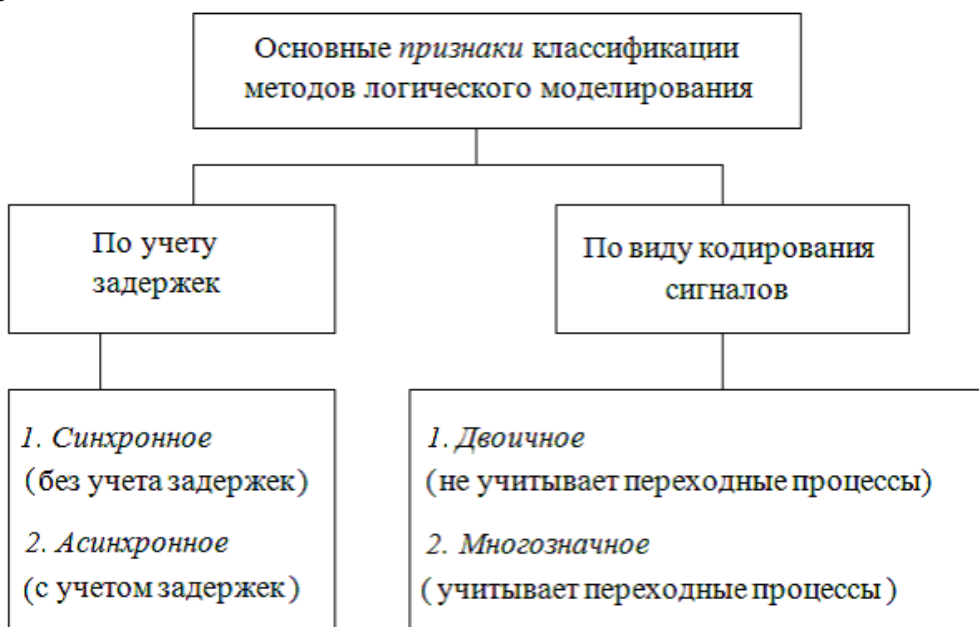 Основные признаки классификации
методов логического моделирования
По учету
задержек
По виду кодирования
сигналов
1. Синхронное
(без учета задержек)
2. Асинхронное
(с учетом задержек)
1. Двоичное
(не учитывает переходные процессы)
2. Многозначное
( учитывает переходные процессы )